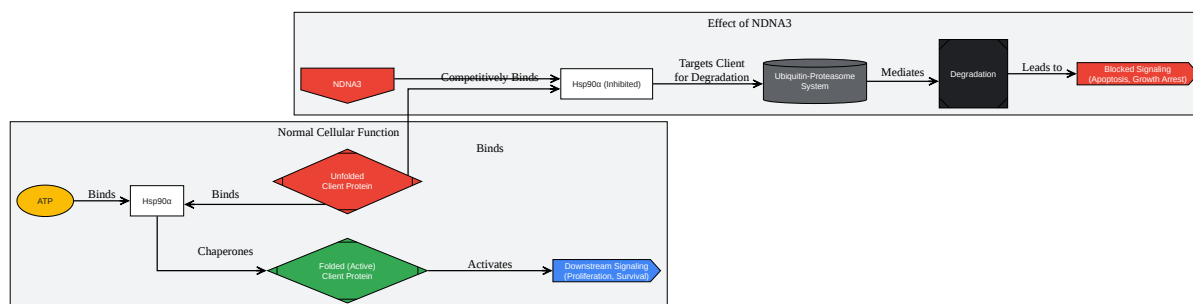 Effect of NDNA3
NDNA3
Competitively Binds
Hsp90α (Inhibited)
Targets Client
for Degradation
Ubiquitin-Proteasome
System
Mediates
Degradation
Leads to
Blocked Signaling
(Apoptosis, Growth Arrest)
Normal Cellular Function
Binds
Unfolded
Client Protein
ATP
Binds
Hsp90α
Binds
Chaperones
Folded (Active)
Client Protein
Activates
Downstream Signaling
(Proliferation, Survival)